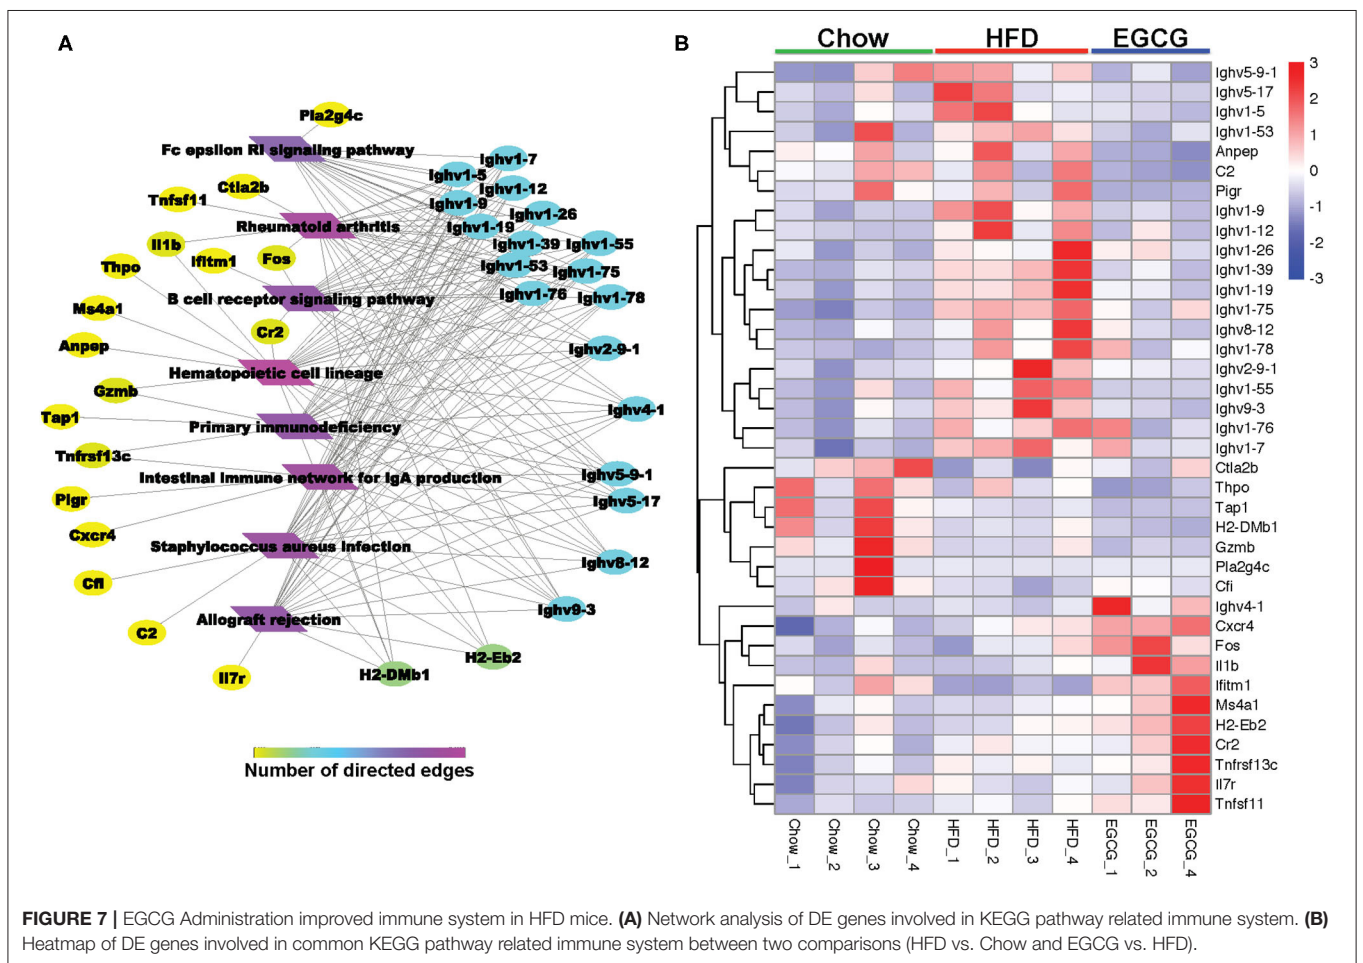 A
Pla2g4c
Fc epsilon RI signaling pathway
Ighv1-7
Ighv1-5
Ctla2b
Ighv1-12
Tnfsf11
Ighv1-9
Ighv1-26
Rheumatoid arthritis
Ighv1-19
Il1b
Ighv1-39
Ighv1-55
Ifitm1
Fos
Thpo
Ighv1-53
Ighv1-75
B cell receptor signaling pathway
Ighv1-76
Ighv1-78
Ms4a1
Cr2
Anpep
Ighv2-9-1
Hematopoietic cell lineage
Gzmb
Ighv4-1
Tap1
Primary immunodeficiency
Tnfrsf13c
Intestinal immune network for IgA production
Ighv5-9-1
Pigr
Ighv5-17
Cxcr4
Staphylococcus aureus infection
Ighv8-12
Cfi
Ighv9-3
Allograft rejection
C2
H2-Eb2
Il7r
H2-DMb1
Number of directed edges
B
Chow HFD EGCG
3
2
1
0
-1
-2
-3
Ighv5-9-1
Ighv5-17
Ighv1-5
Ighv1-53
Anpep
C2
Pigr
Ighv1-9
Ighv1-12
Ighv1-26
Ighv1-39
Ighv1-19
Ighv1-75
Ighv8-12
Ighv1-78
Ighv2-9-1
Ighv1-55
Ighv9-3
Ighv1-76
Ighv1-7
Ctla2b
Thpo
Tap1
H2-DMb1
Gzmb
Pla2g4c
Cfi
Ighv4-1
Cxcr4
Fos
Il1b
Ifitm1
Ms4a1
H2-Eb2
Cr2
Tnfrsf13c
Il7r
Tnfsf11
Chow_1
Chow_2
Chow_3
Chow_4
HFD_1
HFD_2
HFD_3
HFD_4
EGCG_1
EGCG_2
EGCG_4
FIGURE 7 | EGCG Administration improved immune system in HFD mice. (A) Network analysis of DE genes involved in KEGG pathway related immune system. (B)
Heatmap of DE genes involved in common KEGG pathway related immune system between two comparisons (HFD vs. Chow and EGCG vs. HFD).